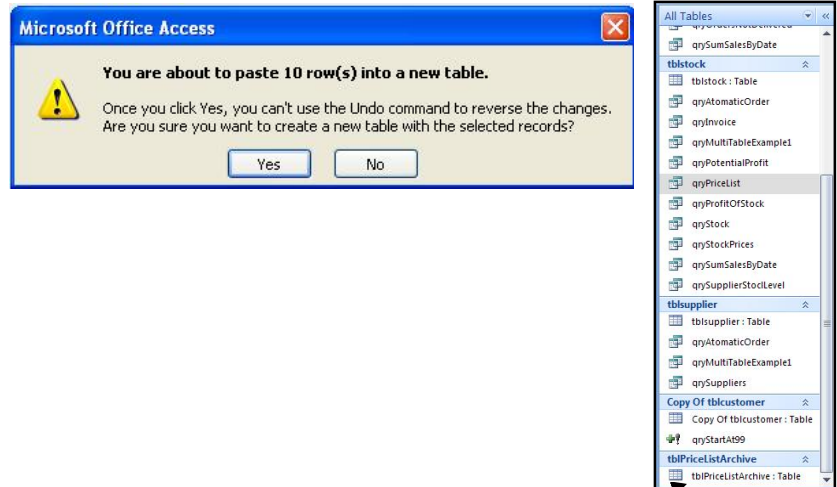 Microsoft Office Access
You are about to paste 10 row(s) into a new table.
Once you click Yes, you can't use the Undo command to reverse the changes.
Are you sure you want to create a new table with the selected records?
Yes
No
All Tables
qryOrdersNotDelivered
qrySumSalesByDate
tblstock
tblstock : Table
qryAtomaticOrder
qryInvoice
qryMultiTableExample1
qryPotentialProfit
qryPriceList
qryProfitOfStock
qryStock
qryStockPrices
qrySumSalesByDate
qrySupplierStoclLevel
tblsupplier
tblsupplier : Table
qryAtomaticOrder
qryMultiTableExample1
qrySuppliers
Copy Of tblcustomer
Copy Of tblcustomer : Table
qryStartAt99
tblPriceListArchive
tblPriceListArchive : Table